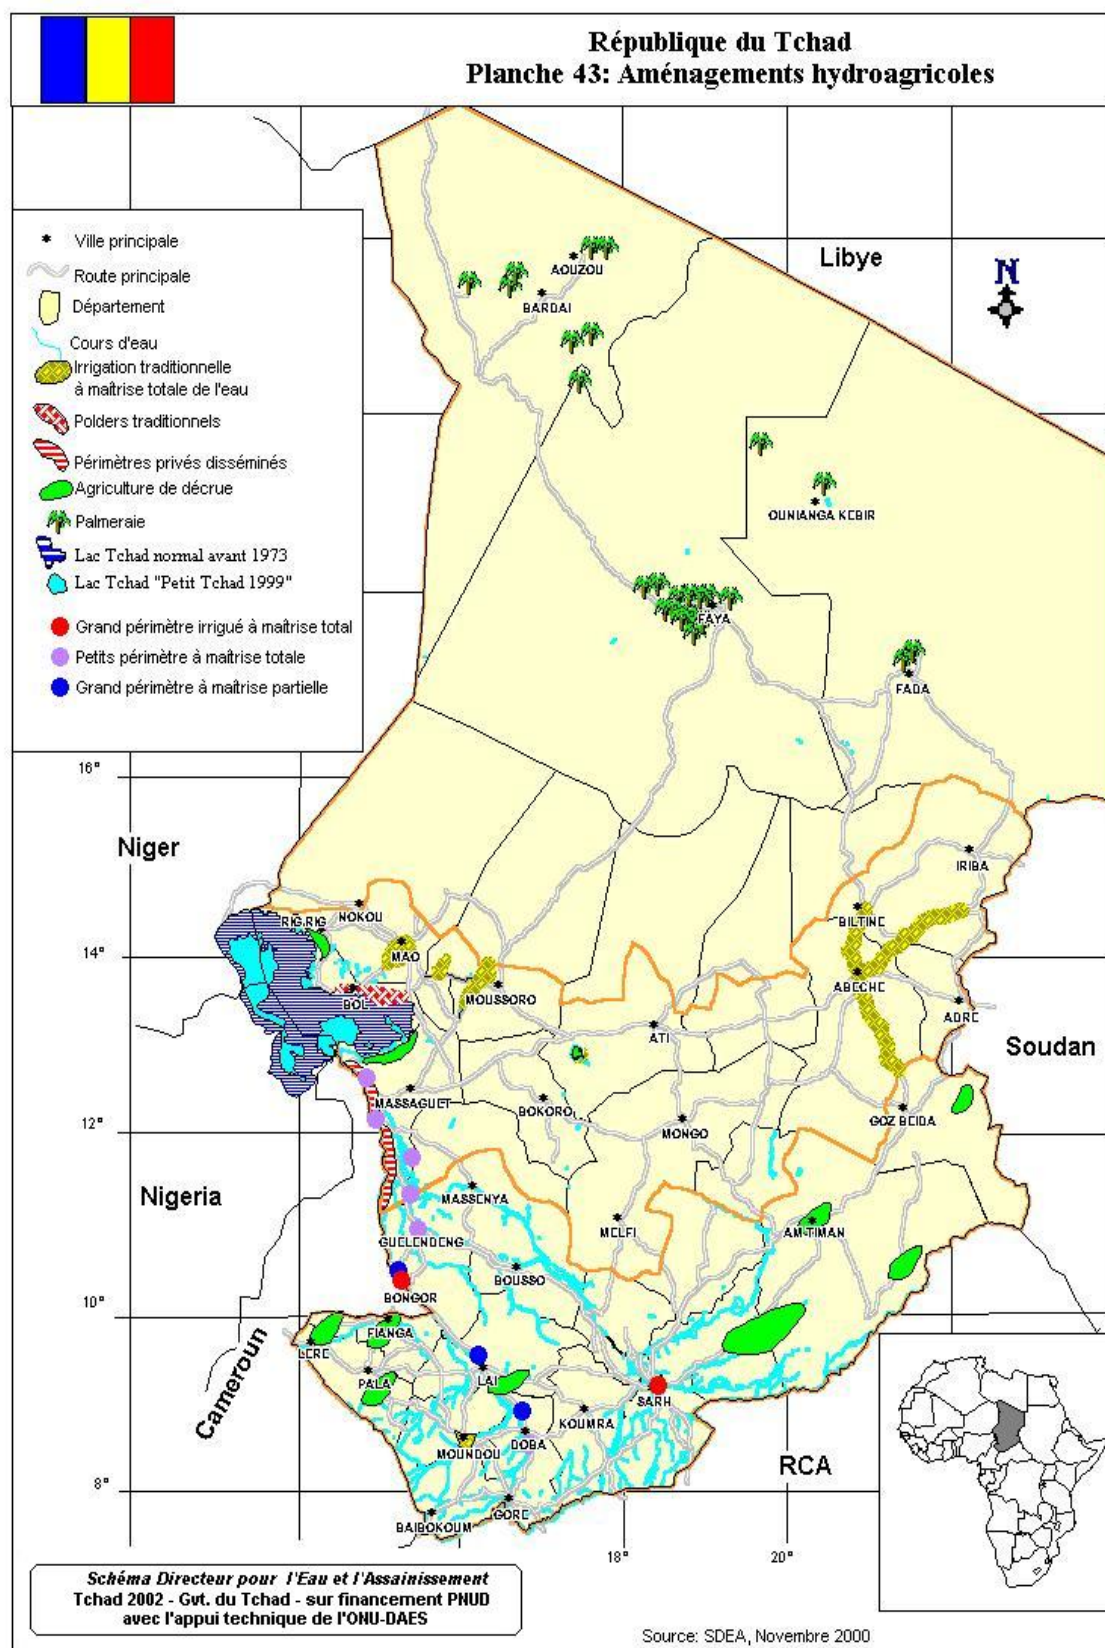 République du Tchad
Planche 43: Aménagements hydroagricoles
Ville principale
Route principale
Département
Cours d'eau
Irrigation traditionnelle
à maîtrise totale de l'eau
Polders traditionnels
Périmètres privés disséminés
Agriculture de décrue
Palmeraie
Lac Tchad normal avant 1973
Lac Tchad "Petit Tchad 1999"
Grand périmètre irrigué à maîtrise total
Petits périmètre à maîtrise totale
Grand périmètre à maîtrise partielle
Libye
N
AOUZOU
BARDAI
OUNIANGA KEBIR
FAYA
FADA
16°
Niger
IRIBA
RIG RIG
NOKOU
BILTINE
14°
MAO
BOL
MOUSSORO
ABECHE
ADRE
ATI
Soudan
MASSAGUET
BOKORO
MONGO
GOZ BEIDA
12°
Nigeria
MASSENYA
MELFI
AM TIMAN
GUELENDENG
BOUSSO
BONGOR
10°
FIANGA
LERE
Cameroun
PALA
LAI
SARH
KOUMRA
MOUNDOU
DOBA
RCA
8°
GORE
BAIBOKOUM
18°
20°
Schéma Directeur pour l'Eau et l'Assainissement
Tchad 2002 - Gvt. du Tchad - sur financement PNUD
avec l'appui technique de l'ONU-DAES
Source: SDEA, Novembre 2000